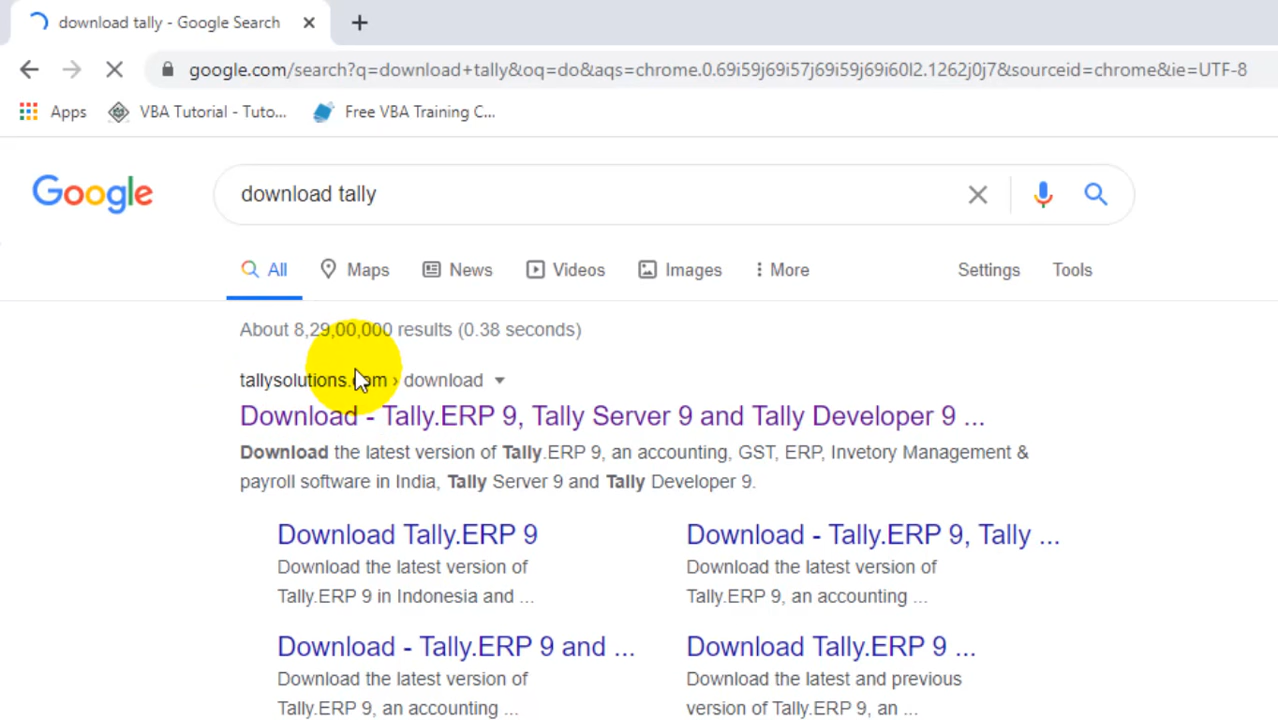 download tally - Google Search
google.com/search?q=download+tally&oq=do&aqs=chrome.0.69i59j69i57j69i59j69i60l2.1262j0j7&sourceid=chrome&ie=UTF-8
Apps VBA Tutorial - Tuto... Free VBA Training C...
Google download tally
All Maps News Videos Images More Settings Tools
About 8,29,00,000 results (0.38 seconds)
tallysolutions.com › download
Download - Tally.ERP 9, Tally Server 9 and Tally Developer 9 ...
Download the latest version of Tally.ERP 9, an accounting, GST, ERP, Invetory Management &
payroll software in India, Tally Server 9 and Tally Developer 9.
Download Tally.ERP 9
Download the latest version of
Tally.ERP 9 in Indonesia and ...
Download - Tally.ERP 9, Tally ...
Download the latest version of
Tally.ERP 9, an accounting ...
Download - Tally.ERP 9 and ...
Download the latest version of
Tally.ERP 9, an accounting ...
Download Tally.ERP 9 ...
Download the latest and previous
version of Tally.ERP 9, an ...